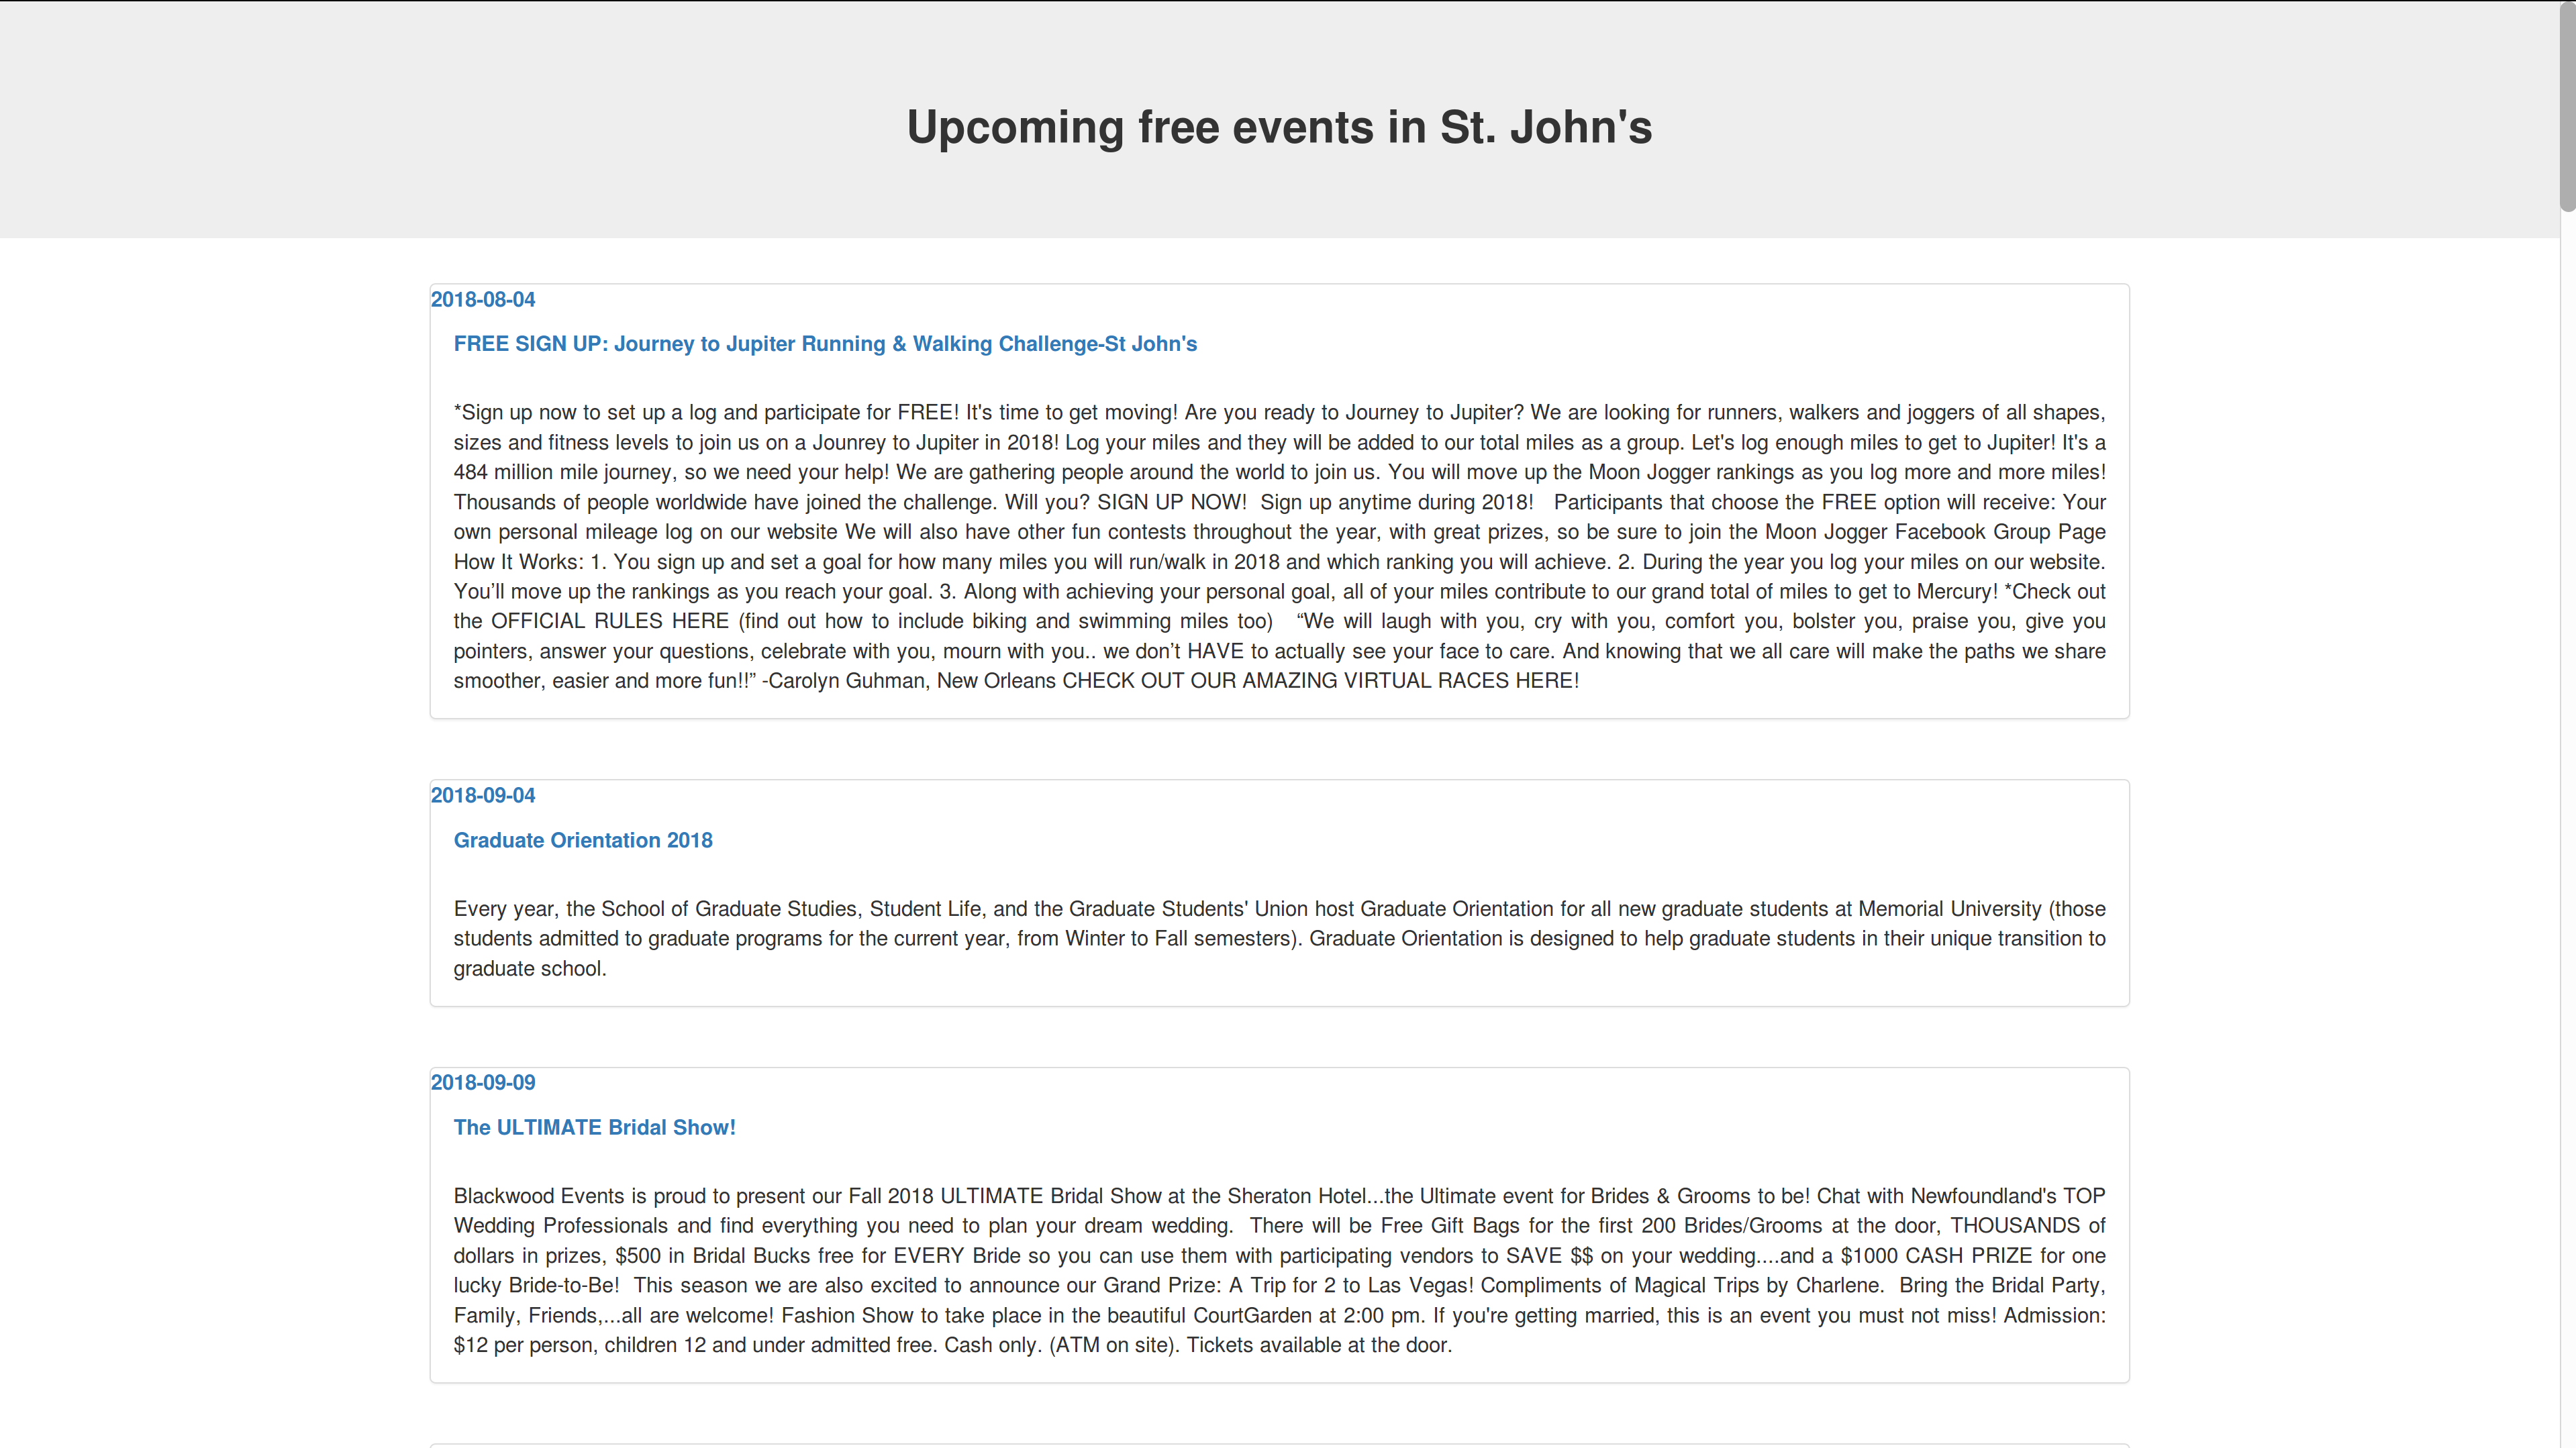 Upcoming free events in St. John's
2018-08-04
FREE SIGN UP: Journey to Jupiter Running & Walking Challenge-St John's
*Sign up now to set up a log and participate for FREE! It's time to get moving! Are you ready to Journey to Jupiter? We are looking for runners, walkers and joggers of all shapes,
sizes and fitness levels to join us on a Jounrey to Jupiter in 2018! Log your miles and they will be added to our total miles as a group. Let's log enough miles to get to Jupiter! It's a
484 million mile journey, so we need your help! We are gathering people around the world to join us. You will move up the Moon Jogger rankings as you log more and more miles!
Thousands of people worldwide have joined the challenge. Will you? SIGN UP NOW!  Sign up anytime during 2018!   Participants that choose the FREE option will receive: Your
own personal mileage log on our website We will also have other fun contests throughout the year, with great prizes, so be sure to join the Moon Jogger Facebook Group Page
How It Works: 1. You sign up and set a goal for how many miles you will run/walk in 2018 and which ranking you will achieve. 2. During the year you log your miles on our website.
You’ll move up the rankings as you reach your goal. 3. Along with achieving your personal goal, all of your miles contribute to our grand total of miles to get to Mercury! *Check out
the OFFICIAL RULES HERE (find out how to include biking and swimming miles too)   “We will laugh with you, cry with you, comfort you, bolster you, praise you, give you
pointers, answer your questions, celebrate with you, mourn with you.. we don’t HAVE to actually see your face to care. And knowing that we all care will make the paths we share
smoother, easier and more fun!!” -Carolyn Guhman, New Orleans CHECK OUT OUR AMAZING VIRTUAL RACES HERE!
2018-09-04
Graduate Orientation 2018
Every year, the School of Graduate Studies, Student Life, and the Graduate Students' Union host Graduate Orientation for all new graduate students at Memorial University (those
students admitted to graduate programs for the current year, from Winter to Fall semesters). Graduate Orientation is designed to help graduate students in their unique transition to
graduate school.
2018-09-09
The ULTIMATE Bridal Show!
Blackwood Events is proud to present our Fall 2018 ULTIMATE Bridal Show at the Sheraton Hotel...the Ultimate event for Brides & Grooms to be! Chat with Newfoundland's TOP
Wedding Professionals and find everything you need to plan your dream wedding.  There will be Free Gift Bags for the first 200 Brides/Grooms at the door, THOUSANDS of
dollars in prizes, $500 in Bridal Bucks free for EVERY Bride so you can use them with participating vendors to SAVE $$ on your wedding....and a $1000 CASH PRIZE for one
lucky Bride-to-Be!  This season we are also excited to announce our Grand Prize: A Trip for 2 to Las Vegas! Compliments of Magical Trips by Charlene.  Bring the Bridal Party,
Family, Friends,...all are welcome! Fashion Show to take place in the beautiful CourtGarden at 2:00 pm. If you're getting married, this is an event you must not miss! Admission:
$12 per person, children 12 and under admitted free. Cash only. (ATM on site). Tickets available at the door.